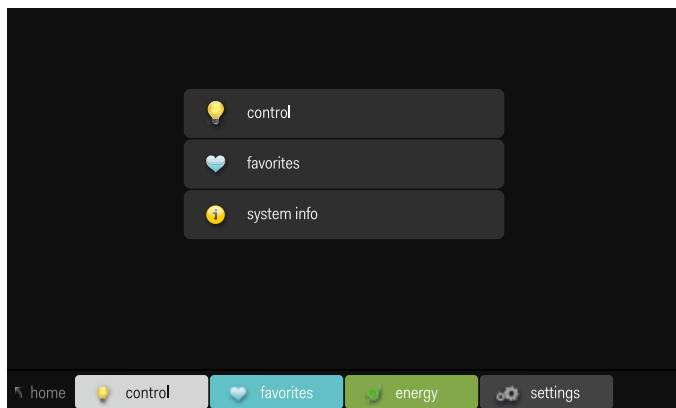 control
favorites
system info
home control favorites energy settings